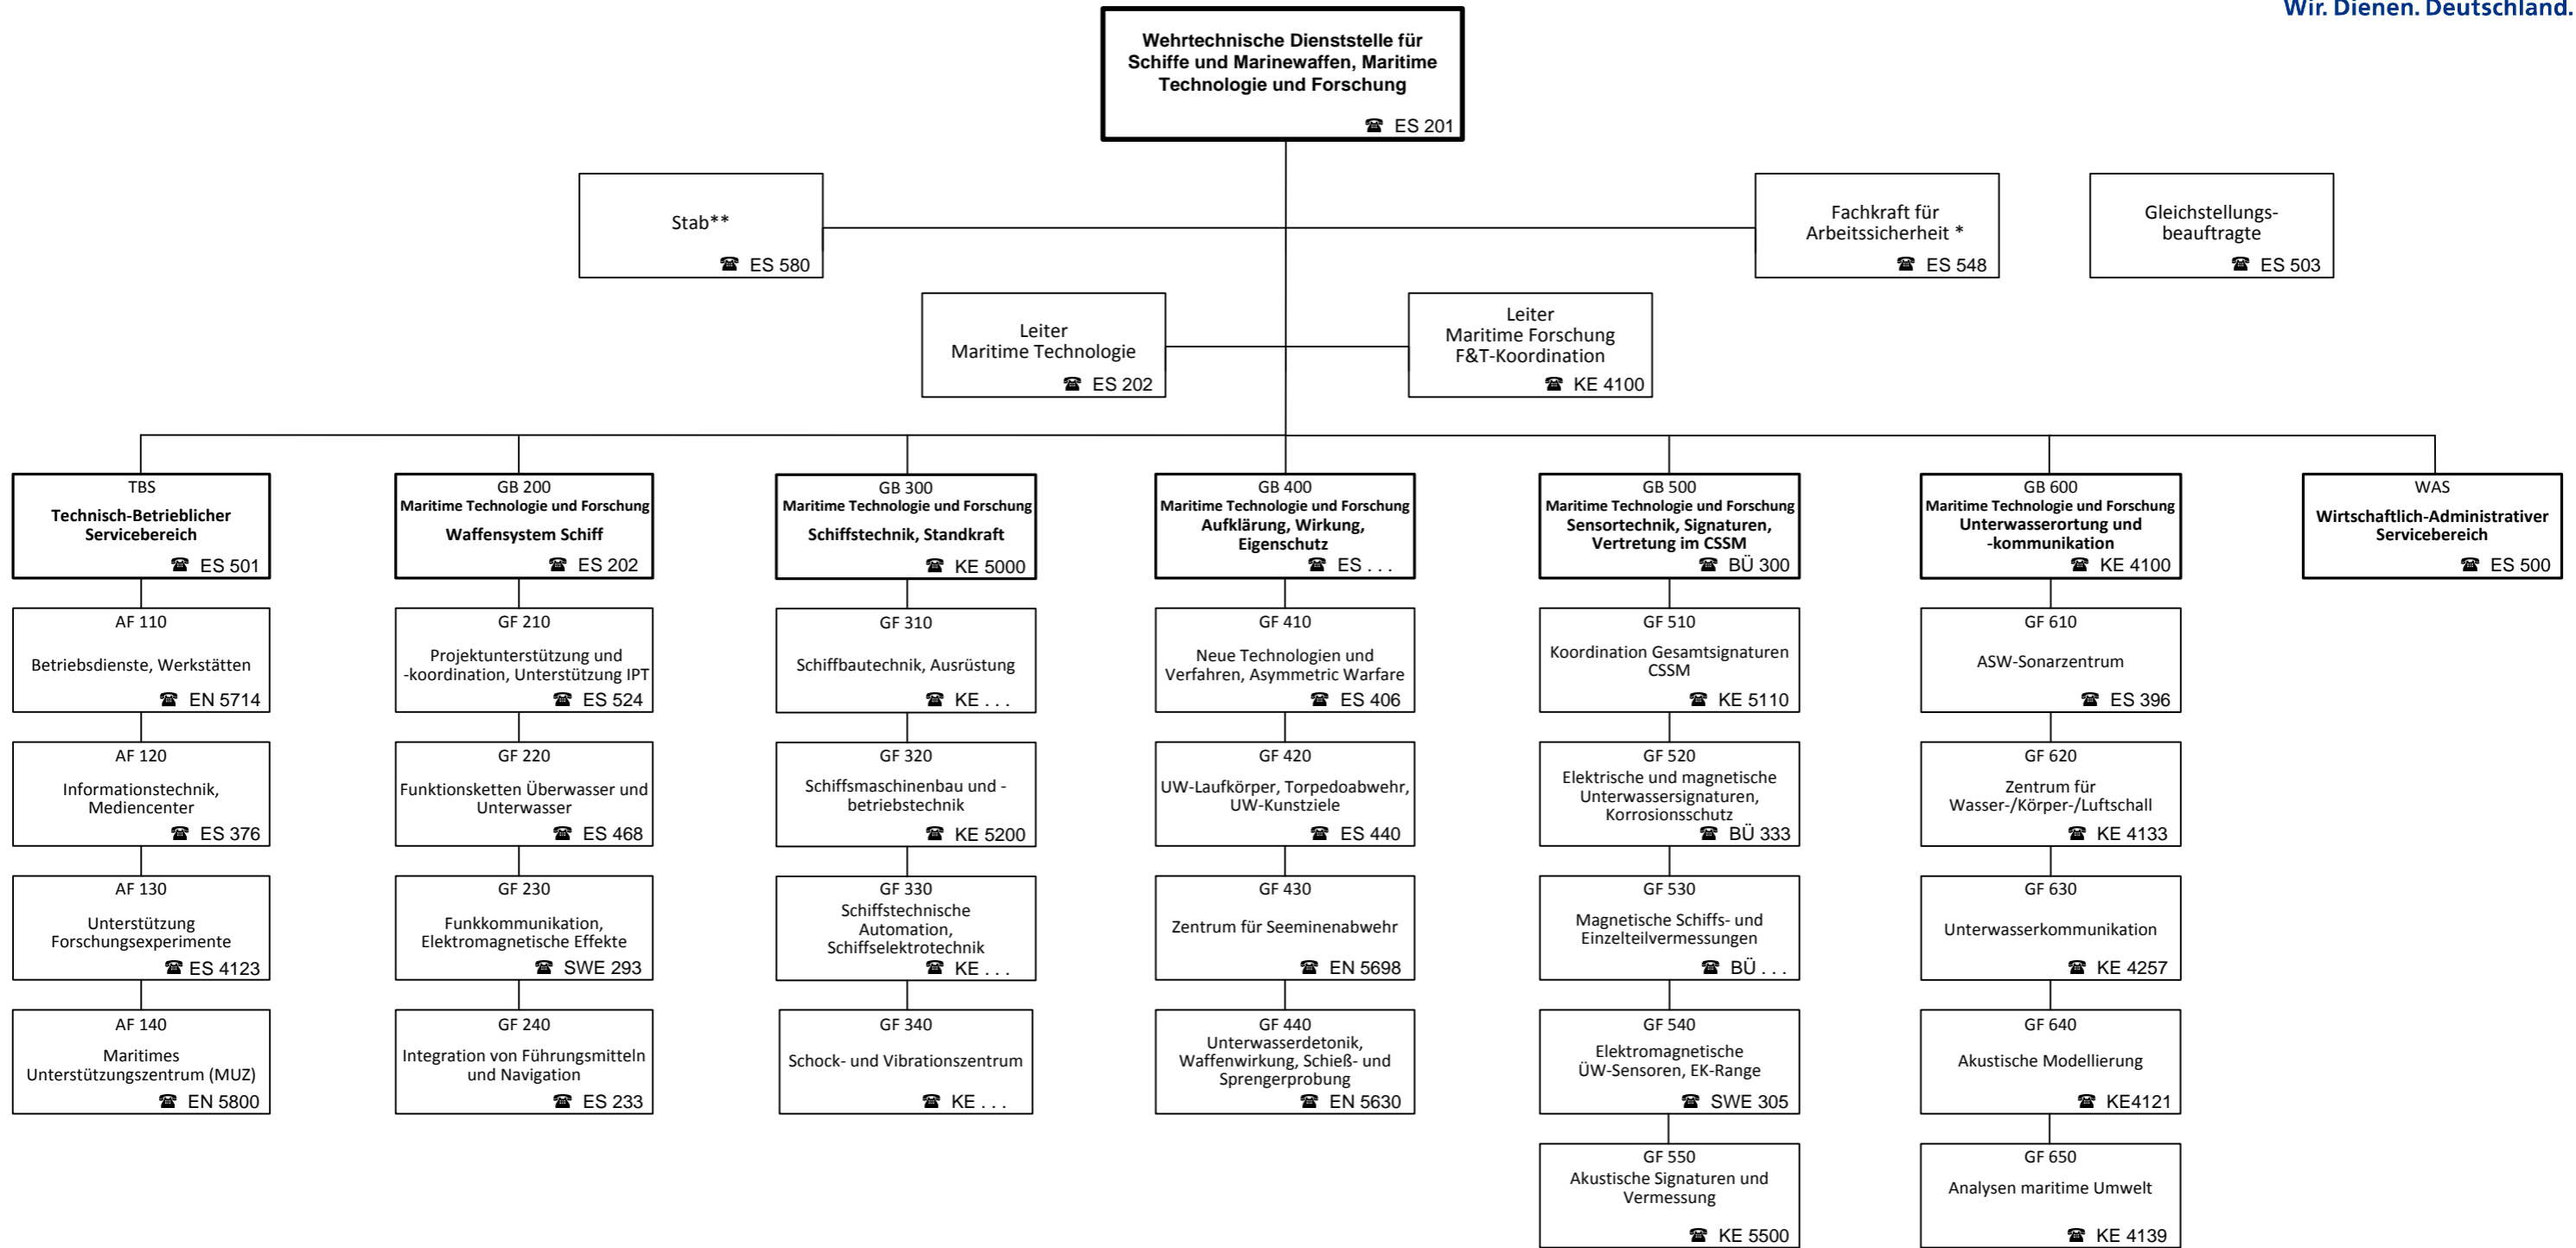 Wir. Dienen. Deutschland.
Wehrtechnische Dienststelle für
Schiffe und Marinewaffen, Maritime
Technologie und Forschung
☎ ES 201
Stab**
☎ ES 580
Fachkraft für
Arbeitssicherheit *
☎ ES 548
Gleichstellungs-
beauftragte
☎ ES 503
Leiter
Maritime Technologie
☎ ES 202
Leiter
Maritime Forschung
F&T-Koordination
☎ KE 4100
TBS
Technisch-Betrieblicher
Servicebereich
☎ ES 501
AF 110
Betriebsdienste, Werkstätten
☎ EN 5714
AF 120
Informationstechnik,
Mediencenter
☎ ES 376
AF 130
Unterstützung
Forschungsexperimente
☎ ES 4123
AF 140
Maritimes
Unterstützungszentrum (MUZ)
☎ EN 5800
GB 200
Maritime Technologie und Forschung
Waffensystem Schiff
☎ ES 202
GF 210
Projektunterstützung und
-koordination, Unterstützung IPT
☎ ES 524
GF 220
Funktionsketten Überwasser und
Unterwasser
☎ ES 468
GF 230
Funkkommunikation,
Elektromagnetische Effekte
☎ SWE 293
GF 240
Integration von Führungsmitteln
und Navigation
☎ ES 233
GB 300
Maritime Technologie und Forschung
Schiffstechnik, Standkraft
☎ KE 5000
GF 310
Schiffbautechnik, Ausrüstung
☎ KE . . .
GF 320
Schiffsmaschinenbau und -
betriebstechnik
☎ KE 5200
GF 330
Schiffstechnische
Automation,
Schiffselektrotechnik
☎ KE . . .
GF 340
Schock- und Vibrationszentrum
☎ KE . . .
GB 400
Maritime Technologie und Forschung
Aufklärung, Wirkung,
Eigenschutz
☎ ES . . .
GF 410
Neue Technologien und
Verfahren, Asymmetric Warfare
☎ ES 406
GF 420
UW-Laufkörper, Torpedoabwehr,
UW-Kunstziele
☎ ES 440
GF 430
Zentrum für Seeminenabwehr
☎ EN 5698
GF 440
Unterwasserdetonik,
Waffenwirkung, Schieß- und
Sprengerprobung
☎ EN 5630
GB 500
Maritime Technologie und Forschung
Sensortechnik, Signaturen,
Vertretung im CSSM
☎ BÜ 300
GF 510
Koordination Gesamtsignaturen
CSSM
☎ KE 5110
GF 520
Elektrische und magnetische
Unterwassersignaturen,
Korrosionsschutz
☎ BÜ 333
GF 530
Magnetische Schiffs- und
Einzelteilvermessungen
☎ BÜ . . .
GF 540
Elektromagnetische
ÜW-Sensoren, EK-Range
☎ SWE 305
GF 550
Akustische Signaturen und
Vermessung
☎ KE 5500
GB 600
Maritime Technologie und Forschung
Unterwasserortung und
-kommunikation
☎ KE 4100
GF 610
ASW-Sonarzentrum
☎ ES 396
GF 620
Zentrum für
Wasser-/Körper-/Luftschall
☎ KE 4133
GF 630
Unterwasserkommunikation
☎ KE 4257
GF 640
Akustische Modellierung
☎ KE4121
GF 650
Analysen maritime Umwelt
☎ KE 4139
WAS
Wirtschaftlich-Administrativer
Servicebereich
☎ ES 500